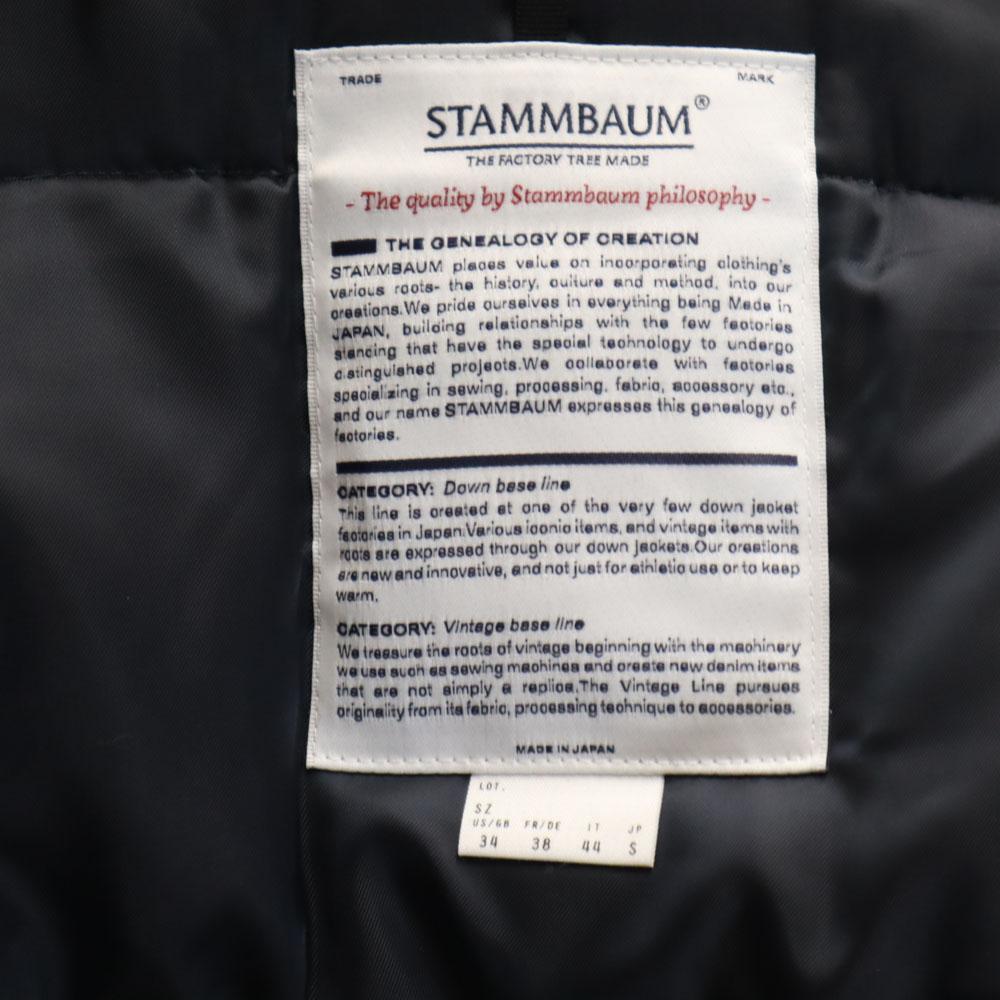 TRADE MARK
STAMMBAUM®
THE FACTORY TREE MADE
- The quality by Stammbaum philosophy -
THE GENEALOGY OF CREATION
STAMMBAUM places value on incorporating clothing's
various roots- the history, culture and method, into our
creations.We pride ourselves in everything being Made in
JAPAN, building relationships with the few factories
standing that have the special technology to undergo
distinguished projects.We collaborate with factories
specializing in sewing, processing, fabric, accessory etc.,
and our name STAMMBAUM expresses this genealogy of
factories.
CATEGORY: Down base line
This line is created at one of the very few down jacket
factories in Japan.Various iconic items, and vintage items with
roots are expressed through our down jackets.Our creations
are new and innovative, and not just for athletic use or to keep
warm.
CATEGORY: Vintage base line
We treasure the roots of vintage beginning with the machinery
we use such as sewing machines and create new denim items
that are not simply a replica.The Vintage Line pursues
originality from its fabric, processing technique to accessories.
MADE IN JAPAN
LOT.
SZ
US/GB FR/DE IT JP
34 38 44 S